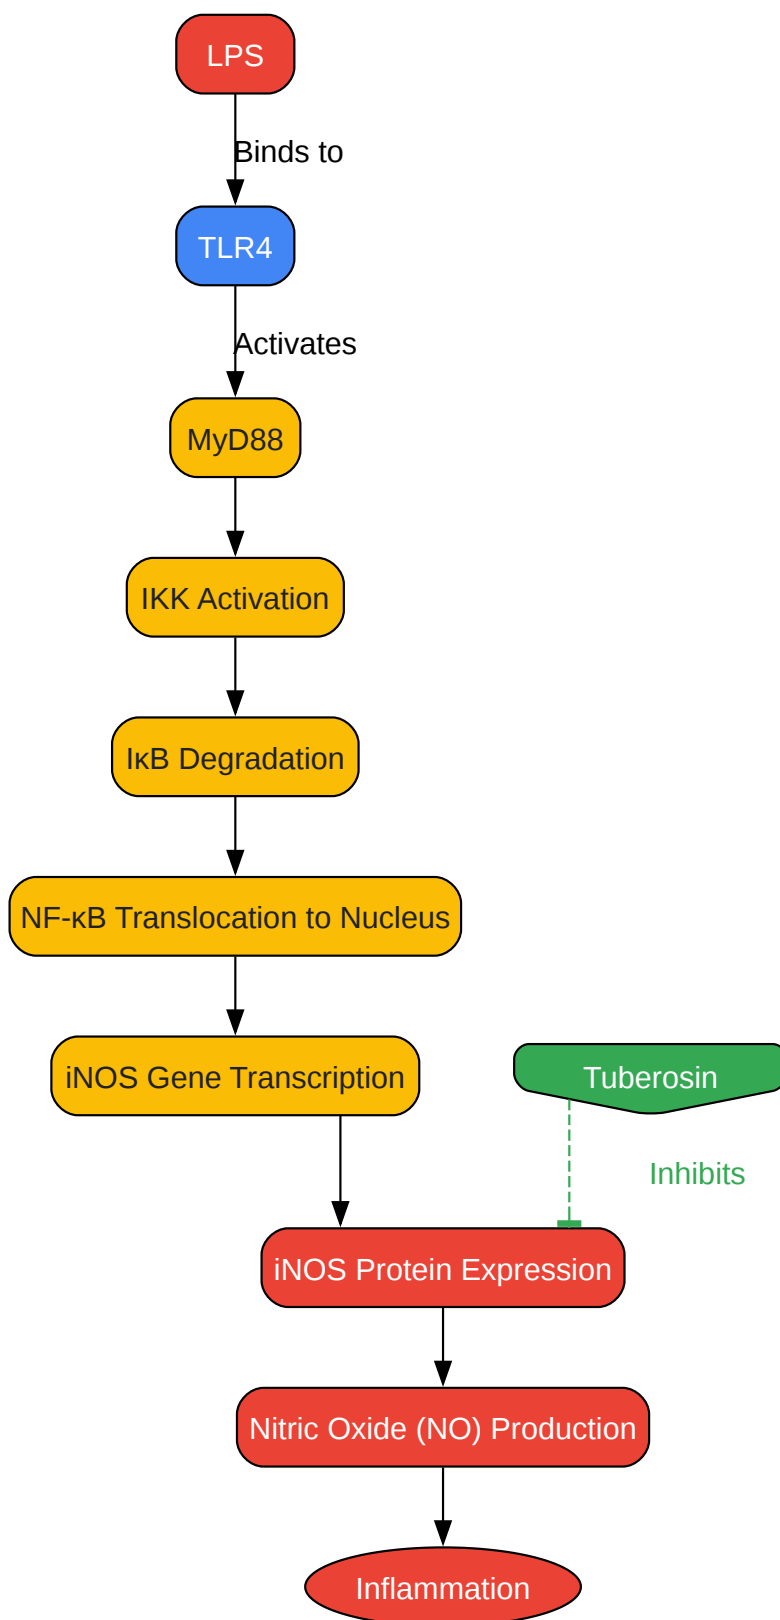 LPS
Binds to
TLR4
Activates
MyD88
IKK Activation
IκB Degradation
NF-κB Translocation to Nucleus
iNOS Gene Transcription
Tuberosin
Inhibits
iNOS Protein Expression
Nitric Oxide (NO) Production
Inflammation